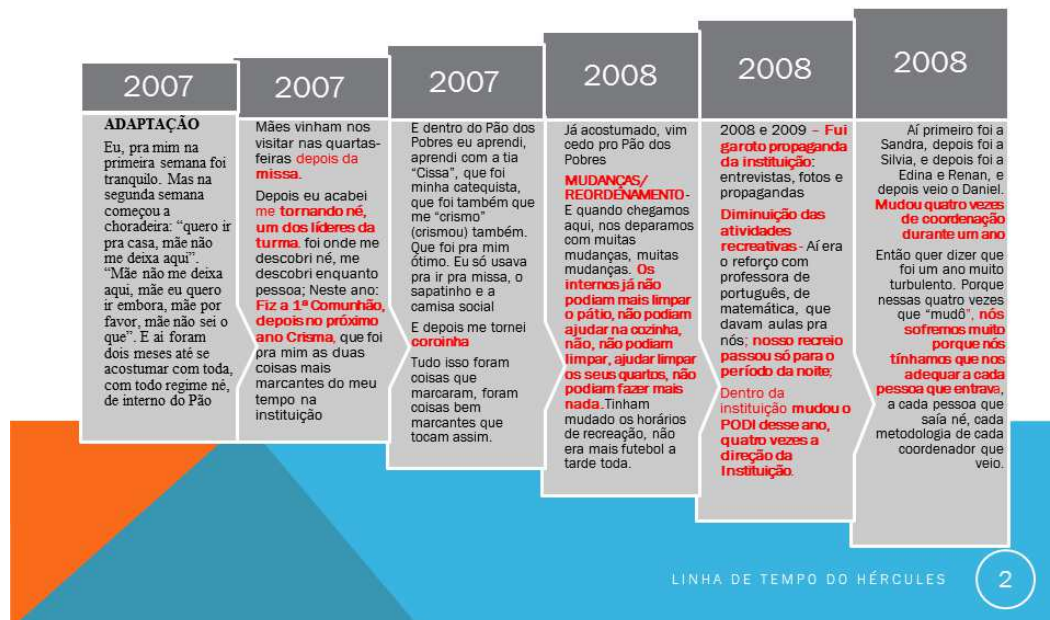 2007
ADAPTAÇÃO
Eu, pra mim na
primeira semana foi
tranquilo. Mas na
segunda semana
começou a
choradeira: “quero ir
pra casa, mãe não
me deixa aqui”.
“Mãe não me deixa
aqui, mãe eu quero
ir embora, mãe por
favor, mãe não sei o
que”. E ai foram
dois meses até se
acostumar com toda,
com todo regime né,
de interno do Pão
2007
Mães vinham nos
visitar nas quartas-
feiras depois da
missa.
Depois eu acabei
me tornando né,
um dos líderes da
turma. foi onde me
descobri né, me
descobri enquanto
pessoa; Neste ano:
Fiz a 1ª Comunhão,
depois no próximo
ano Crisma, que foi
pra mim as duas
coisas mais
marcantes do meu
tempo na
instituição
2007
E dentro do Pão dos
Pobres eu aprendi,
aprendi com a tia
“Cissa”, que foi
minha catequista,
que foi também que
me “crismo”
(crismou) também.
Que foi pra mim
ótimo. Eu só usava
pra ir pra missa, o
sapatinho e a
camisa social
E depois me tornei
coroinha
Tudo isso foram
coisas que
marcaram, foram
coisas bem
marcantes que
tocam assim.
2008
Já acostumado, vim
cedo pro Pão dos
Pobres
MUDANÇAS/
REORDENAMENTO -
E quando chegamos
aqui, nos deparamos
com muitas
mudanças, muitas
mudanças. Os
internos já não
podiam mais limpar
o pátio, não podiam
ajudar na cozinha,
não, não podiam
limpar, ajudar limpar
os seus quartos, não
podiam fazer mais
nada. Tinham
mudado os horários
de recreação, não
era mais futebol a
tarde toda.
2008
2008 e 2009 – Fui
garoto propaganda
da instituição:
entrevistas, fotos e
propagandas
Diminuição das
atividades
recreativas - Aí era
o reforço com
professora de
português, de
matemática, que
davam aulas pra
nós; nosso recreio
passou só para o
período da noite;
Dentro da
instituição mudou o
PODI desse ano,
quatro vezes a
direção da
Instituição.
2008
Aí primeiro foi a
Sandra, depois foi a
Silvia, e depois foi a
Edina e Renan, e
depois veio o Daniel.
Mudou quatro vezes
de coordenação
durante um ano
Então quer dizer que
foi um ano muito
turbulento. Porque
nessas quatro vezes
que “mudô”, nós
sofremos muito
porque nós
tínhamos que nos
adequar a cada
pessoa que entrava,
a cada pessoa que
saía né, cada
metodologia de cada
coordenador que
veio.
LINHA DE TEMPO DO HÉRCULES
2